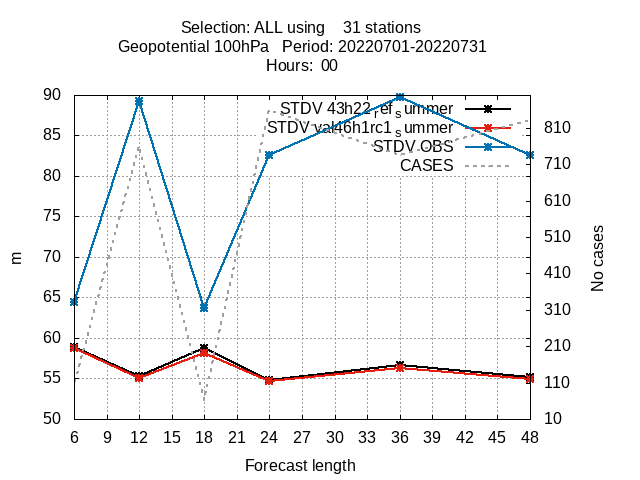 Selection: ALL using 31 stations
Geopotential 100hPa Period: 20220701-20220731
Hours: 00
90
85
80
75
70
65
60
55
50
m
STDV 43h22_ref_summer
STDV val46h1rc1_summer
STDV OBS
CASES
810
710
610
510
410
310
210
110
10
No cases
6 9 12 15 18 21 24 27 30 33 36 39 42 45 48
Forecast length